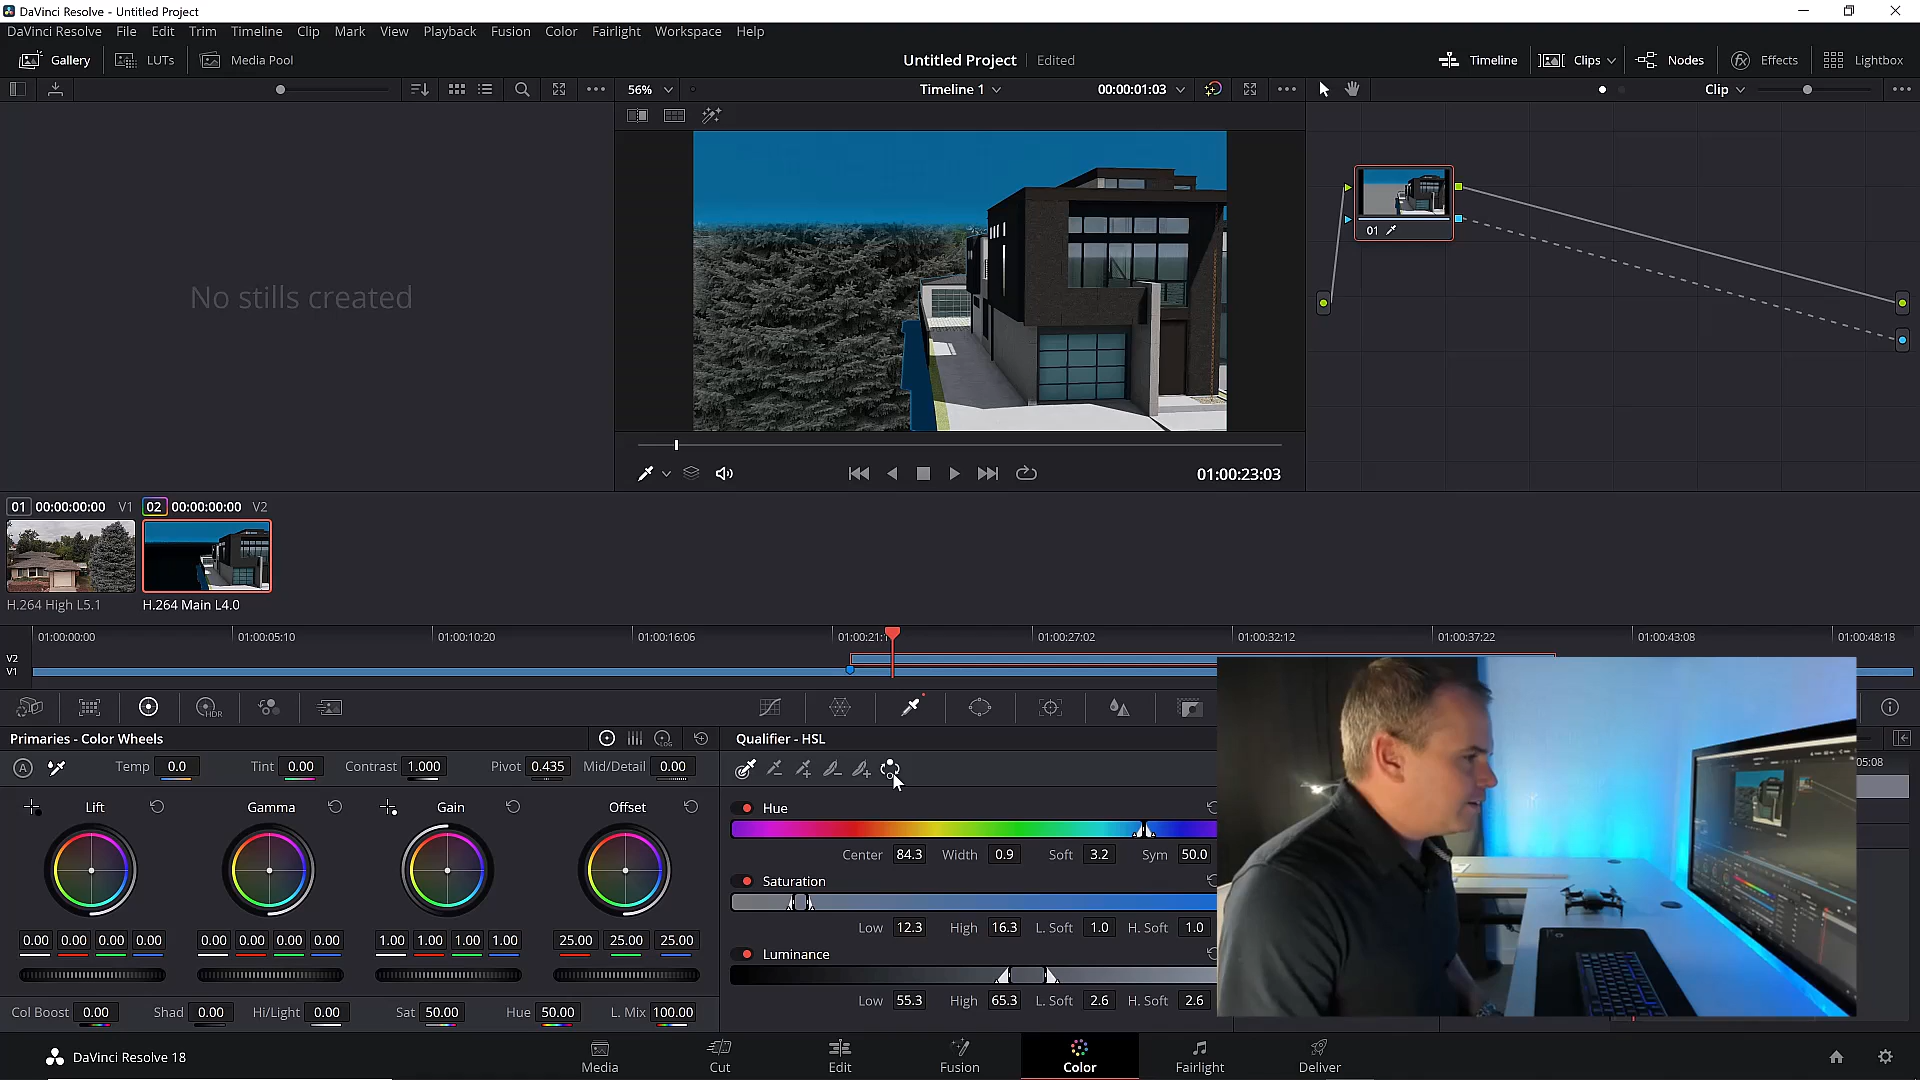 DaVinci Resolve - Untitled Project
DaVinci Resolve File Edit Trim Timeline Clip Mark View Playback Fusion Color Fairlight Workspace Help
Gallery LUTs Media Pool Untitled Project Edited Timeline Clips Nodes Effects Lightbox
56% Timeline 1 00:00:01:03 Clip
No stills created
01
01:00:23:03
01 00:00:00:00 V1 02 00:00:00:00 V2
H.264 High L5.1 H.264 Main L4.0
01:00:00:00 01:00:05:10 01:00:10:20 01:00:16:06 01:00:21:1 01:00:27:02 01:00:32:12 01:00:37:22 01:00:43:08 01:00:48:18
V2
V1
HDR
Primaries - Color Wheels LOG Qualifier - HSL
A Temp 0.0 Tint 0.00 Contrast 1.000 Pivot 0.435 Mid/Detail 0.00 05:08
Lift Gamma Gain Offset Hue
Center 84.3 Width 0.9 Soft 3.2 Sym 50.0
Saturation
Low 12.3 High 16.3 L. Soft 1.0 H. Soft 1.0
0.00 0.00 0.00 0.00 0.00 0.00 0.00 0.00 1.00 1.00 1.00 1.00 25.00 25.00 25.00
Luminance
Low 55.3 High 65.3 L. Soft 2.6 H. Soft 2.6
Col Boost 0.00 Shad 0.00 Hi/Light 0.00 Sat 50.00 Hue 50.00 L. Mix 100.00
DaVinci Resolve 18 Media Cut Edit Fusion Color Fairlight Deliver